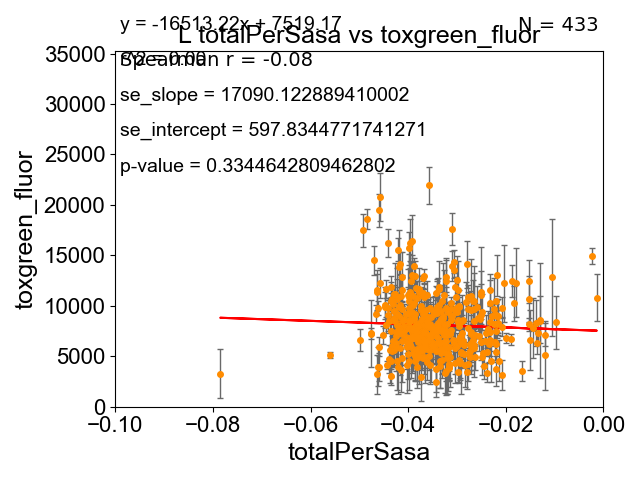 y = -16513.22x + 7519.17
N = 433
L totalPerSasa vs toxgreen_fluor
r^2 = 0.00
Spearman r = -0.08
se_slope = 17090.122889410002
se_intercept = 597.8344771741271
p-value = 0.3344642809462802
toxgreen_fluor
35000
30000
25000
20000
15000
10000
5000
0
−0.10
−0.08
−0.06
−0.04
−0.02
0.00
totalPerSasa